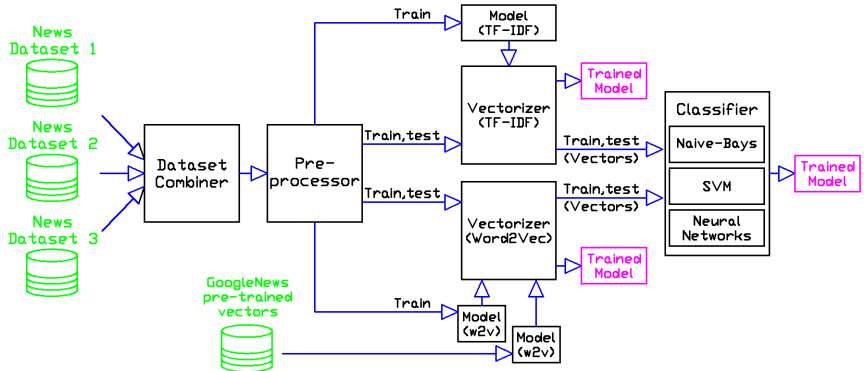 News
Dataset 1
News
Dataset 2
News
Dataset 3
Dataset
Combiner
Pre-
processor
Train
Train,test
Train,test
Train
GoogleNews
pre-trained
vectors
Model
(TF-IDF)
Vectorizer
(TF-IDF)
Trained
Model
Train,test
(Vectors)
Vectorizer
(Word2Vec)
Train,test
(Vectors)
Trained
Model
Model
(w2v)
Model
(w2v)
Classifier
Naive-Bays
SVM
Neural
Networks
Trained
Model